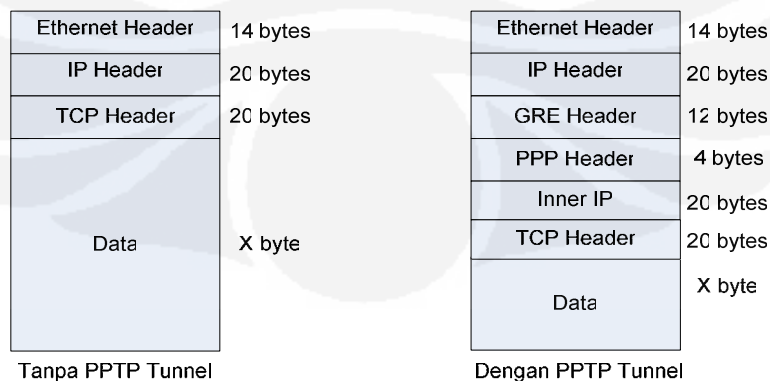 Ethernet Header 14 bytes
IP Header 20 bytes
TCP Header 20 bytes
Data X byte
Tanpa PPTP Tunnel
Ethernet Header 14 bytes
IP Header 20 bytes
GRE Header 12 bytes
PPP Header 4 bytes
Inner IP 20 bytes
TCP Header 20 bytes
Data X byte
Dengan PPTP Tunnel